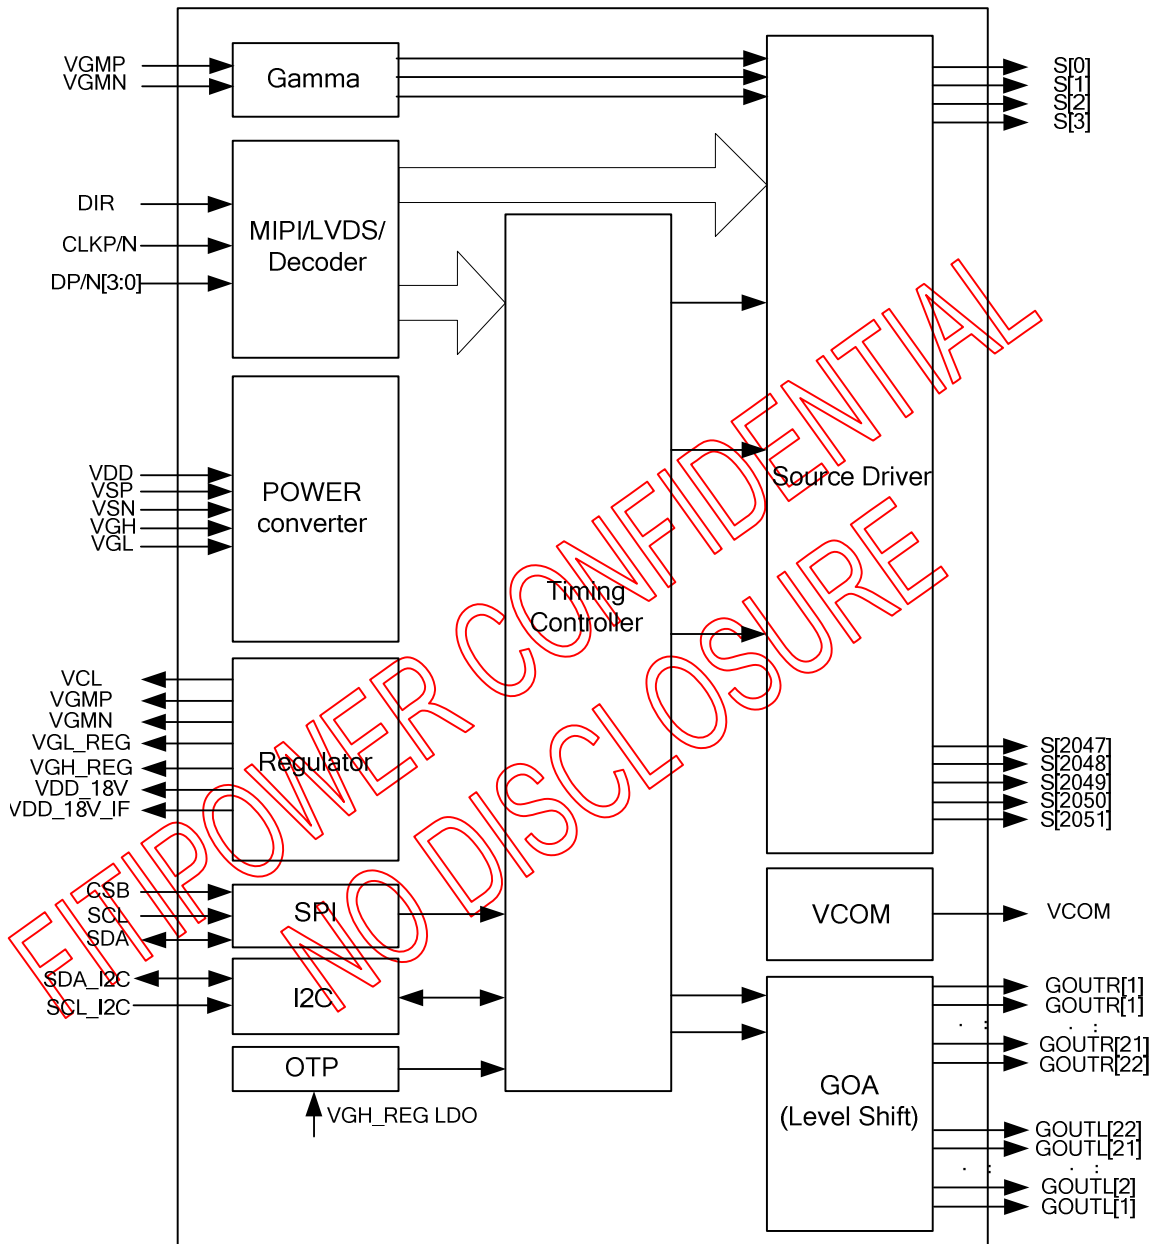 VGMP
VGMN
Gamma
S[0]
S[1]
S[2]
S[3]
DIR
CLKP/N
DP/N[3:0]
MIPI/LVDS/
Decoder
VDD
VSP
VSN
VGH
VGL
POWER
converter
Source Driver
Timing
Controller
VCL
VGMP
VGMN
VGL_REG
VGH_REG
VDD_18V
VDD_18V_IF
Regulator
S[2047]
S[2048]
S[2049]
S[2050]
S[2051]
CSB
SCL
SDA
SPI
VCOM
VCOM
SDA_I2C
SCL_I2C
I2C
OTP
VGH_REG LDO
GOA
(Level Shift)
GOUTR[1]
GOUTR[1]
. : . :
GOUTR[21]
GOUTR[22]
GOUTL[22]
GOUTL[21]
. : . :
GOUTL[2]
GOUTL[1]
FITIPOWER CONFIDENTIAL
NO DISCLOSURE